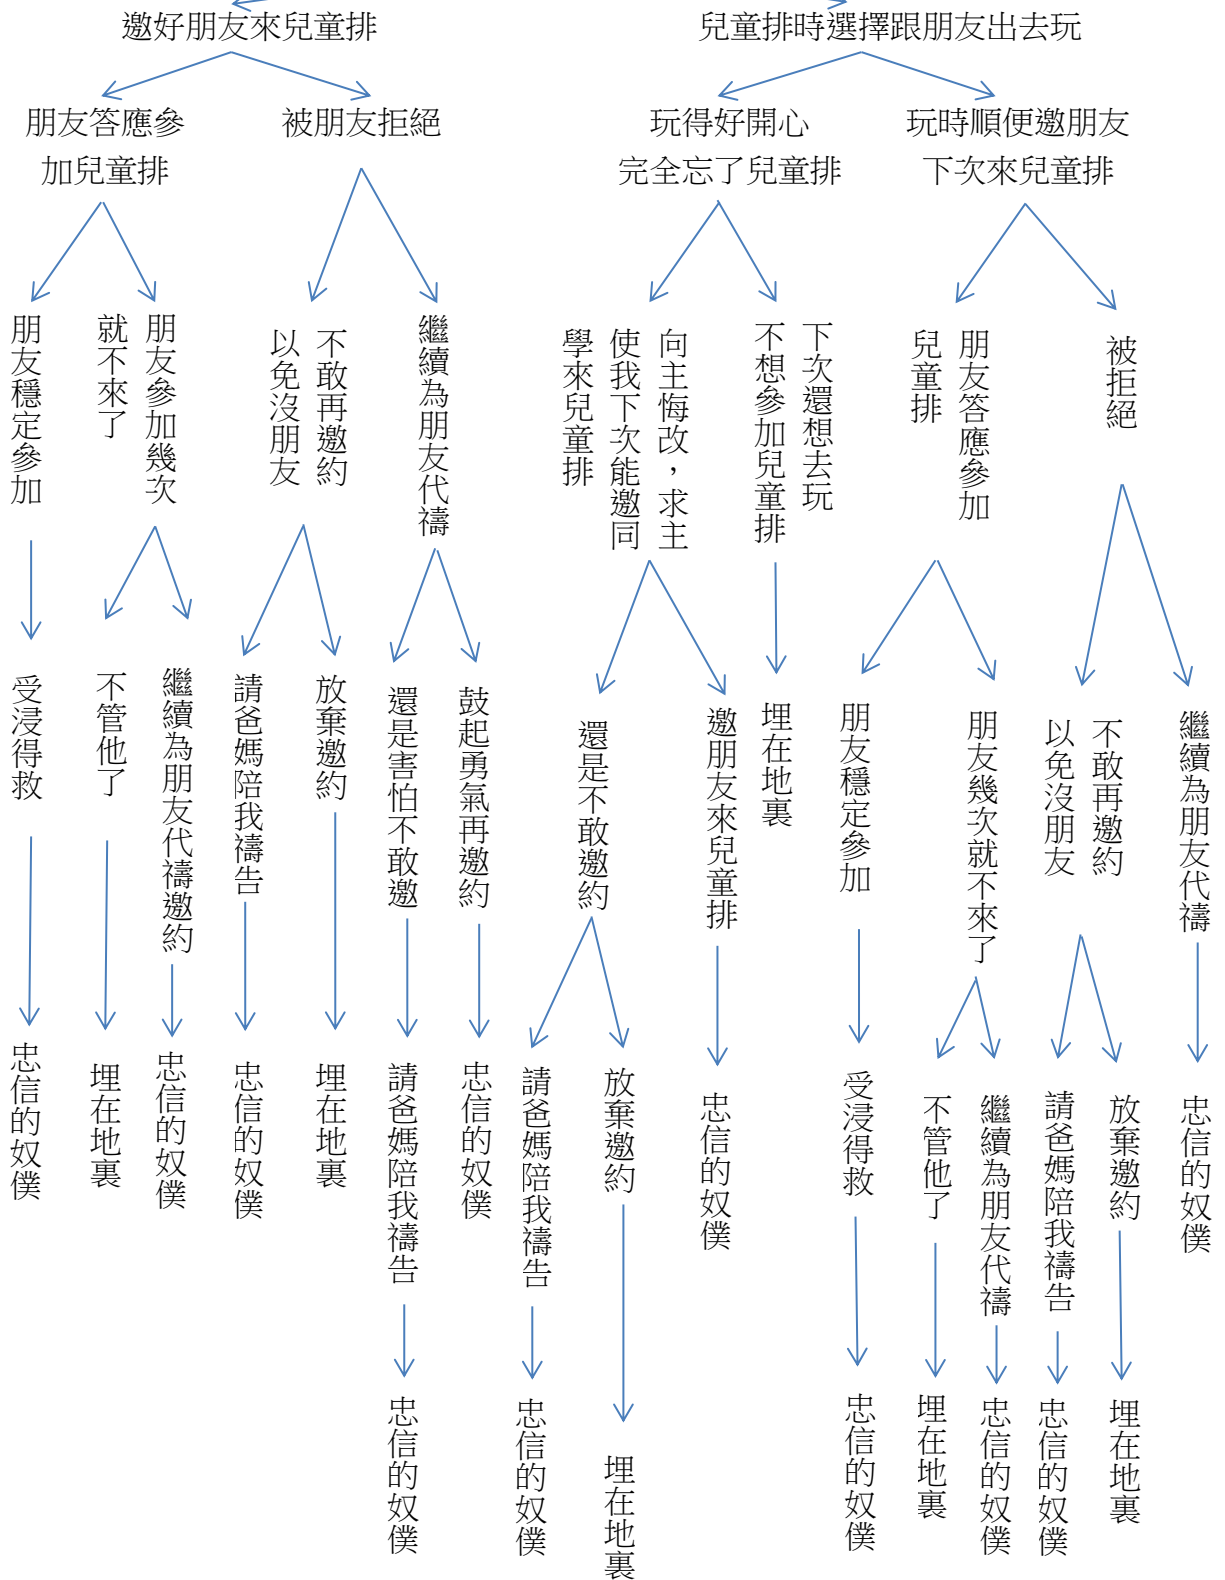 邀好朋友來兒童排
兒童排時選擇跟朋友出去玩
朋友答應參
加兒童排
被朋友拒絕
玩得好開心
完全忘了兒童排
玩時順便邀朋友
下次來兒童排
朋友穩定參加
朋友參加幾次
就不來了
不敢再邀約
以免沒朋友
繼續為朋友代禱
向主悔改，求主
使我下次能邀同
學來兒童排
下次還想去玩
不想參加兒童排
朋友答應參加
兒童排
被拒絕
受浸得救
不管他了
繼續為朋友代禱邀約
請爸媽陪我禱告
放棄邀約
還是害怕不敢邀
鼓起勇氣再邀約
還是不敢邀約
邀朋友來兒童排
埋在地裏
朋友穩定參加
朋友幾次就不來了
不敢再邀約
以免沒朋友
繼續為朋友代禱
忠信的奴僕
埋在地裏
忠信的奴僕
忠信的奴僕
埋在地裏
請爸媽陪我禱告
忠信的奴僕
請爸媽陪我禱告
放棄邀約
忠信的奴僕
受浸得救
不管他了
繼續為朋友代禱
請爸媽陪我禱告
放棄邀約
忠信的奴僕
忠信的奴僕
忠信的奴僕
埋在地裏
忠信的奴僕
埋在地裏
忠信的奴僕
忠信的奴僕
埋在地裏